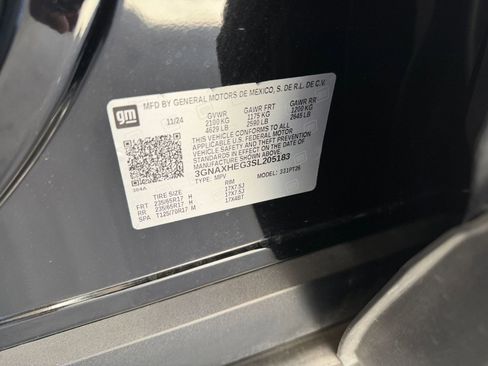 gm
MFD BY GENERAL MOTORS DE MEXICO, S. DE R.L. DE C.V.
11/24 GVWR GAWR FRT GAWR RR
2100 KG 1175 KG 1200 KG
4629 LB 2590 LB 2645 LB
THIS VEHICLE CONFORMS TO ALL
APPLICABLE U.S. FEDERAL MOTOR
VEHICLE SAFETY AND THEFT PREVENTION
STANDARDS IN EFFECT ON THE DATE OF
MANUFACTURE SHOWN ABOVE.
3GNAXHEG3SL205183
TYPE: MPV MODEL: 331PT26
TIRE SIZE RIM
FRT 235/65R17 H 17X7.5J
RR 235/65R17 H 17X7.5J
SPA T125/70R17 M 17X4BT